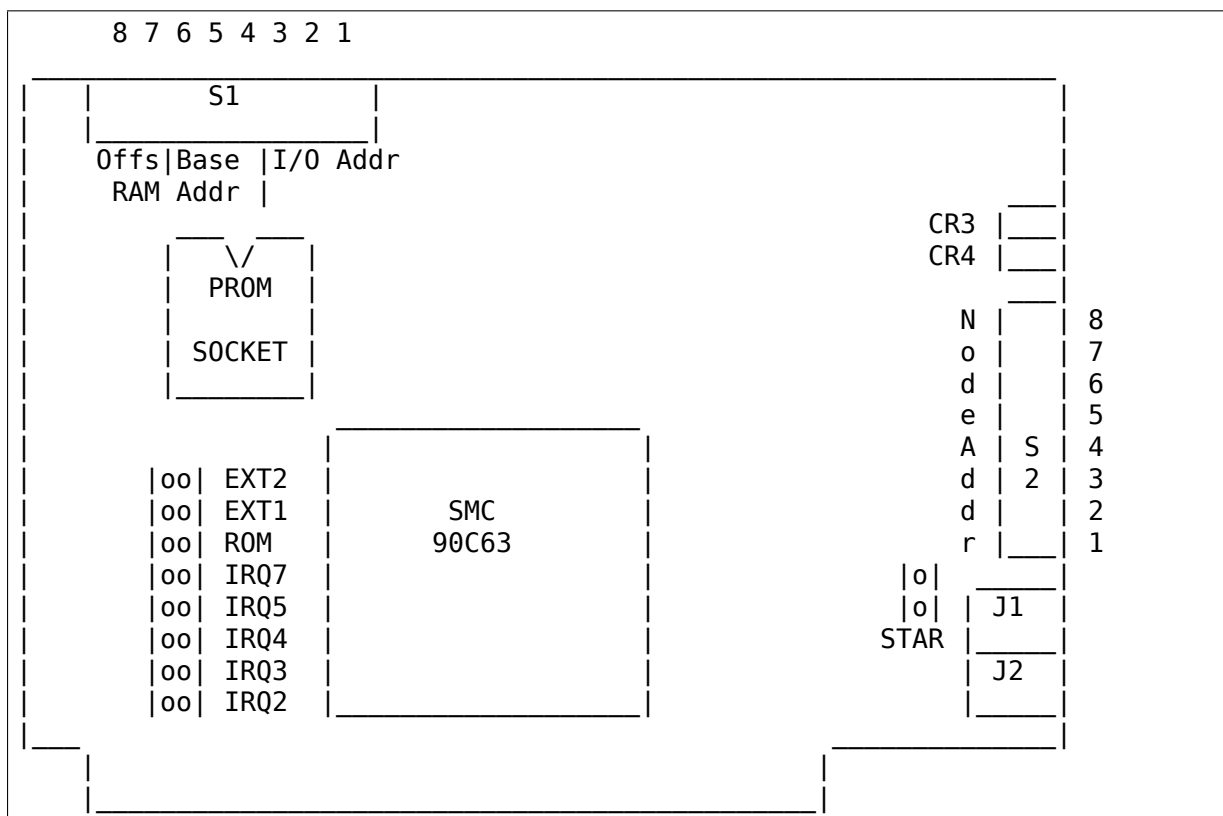 8 7 6 5 4 3 2 1
S1
Offs|Base |I/O Addr
RAM Addr |
CR3
CR4
\/
PROM
N 8
SOCKET o 7
d 6
e 5
A S 4
|oo| EXT2 d 2 3
|oo| EXT1 SMC d 2
|oo| ROM 90C63 r 1
|oo| IRQ7 |o|
|oo| IRQ5 |o| J1
|oo| IRQ4 STAR
|oo| IRQ3 J2
|oo| IRQ2